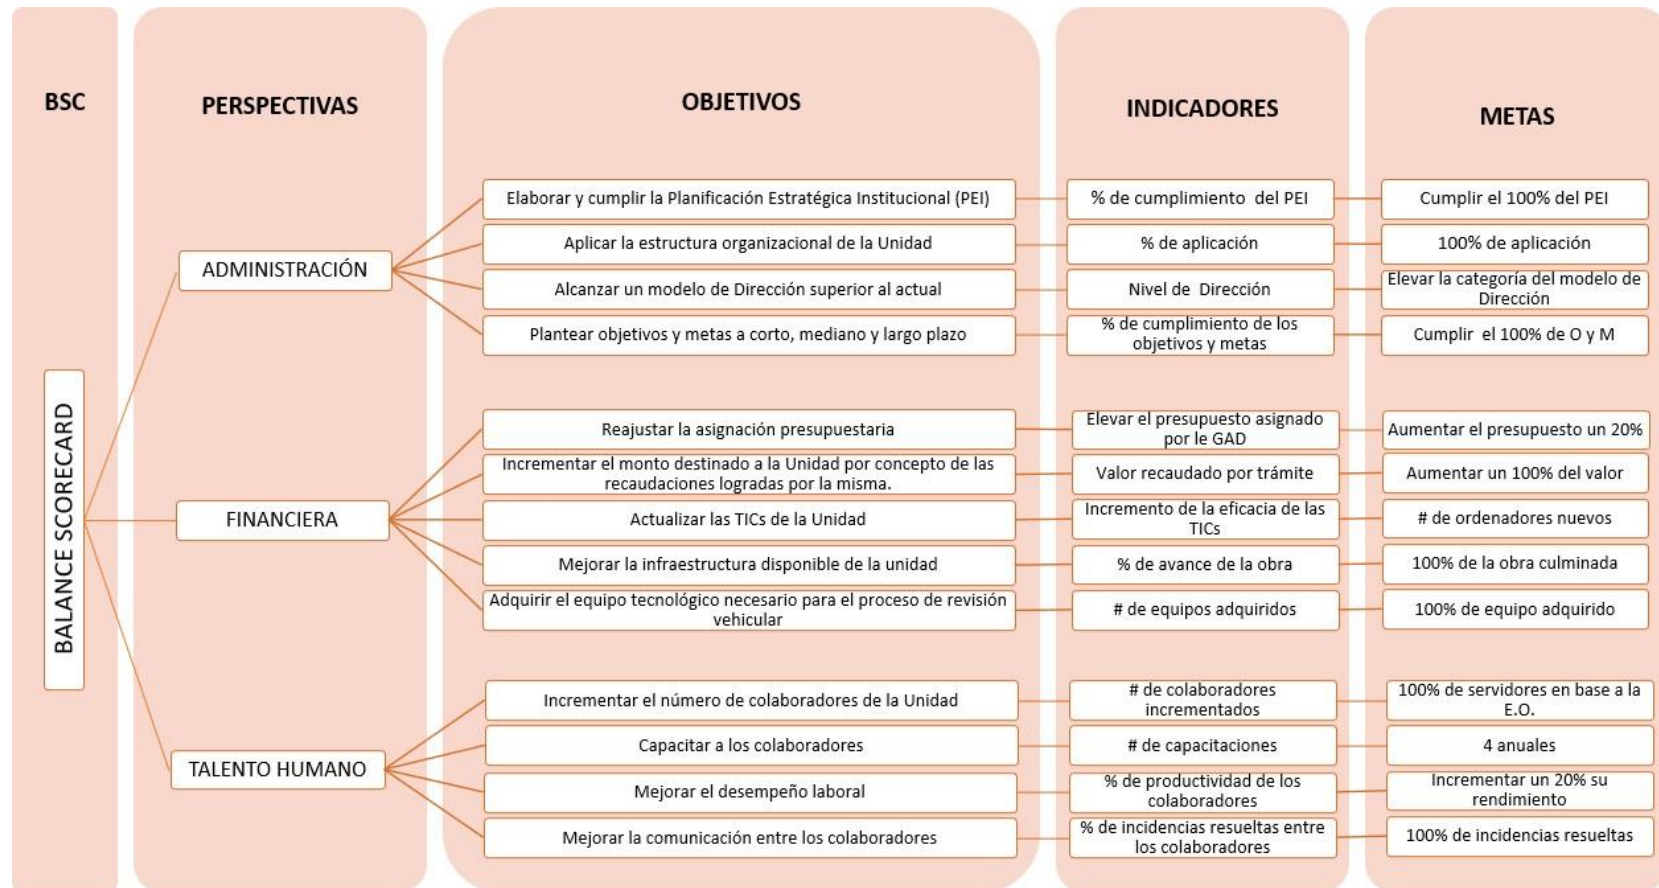 BSC
PERSPECTIVAS
OBJETIVOS
INDICADORES
METAS
BALANCE SCORECARD
ADMINISTRACIÓN
Elaborar y cumplir la Planificación Estratégica Institucional (PEI)
% de cumplimiento del PEI
Cumplir el 100% del PEI
Aplicar la estructura organizacional de la Unidad
% de aplicación
100% de aplicación
Alcanzar un modelo de Dirección superior al actual
Nivel de Dirección
Elevar la categoría del modelo de
Dirección
Plantear objetivos y metas a corto, mediano y largo plazo
% de cumplimiento de los
objetivos y metas
Cumplir el 100% de O y M
FINANCIERA
Reajustar la asignación presupuestaria
Elevar el presupuesto asignado
por le GAD
Aumentar el presupuesto un 20%
Incrementar el monto destinado a la Unidad por concepto de las
recaudaciones logradas por la misma.
Valor recaudado por trámite
Aumentar un 100% del valor
Actualizar las TICs de la Unidad
Incremento de la eficacia de las
TICs
# de ordenadores nuevos
Mejorar la infraestructura disponible de la unidad
% de avance de la obra
100% de la obra culminada
Adquirir el equipo tecnológico necesario para el proceso de revisión
vehicular
# de equipos adquiridos
100% de equipo adquirido
TALENTO HUMANO
Incrementar el número de colaboradores de la Unidad
# de colaboradores
incrementados
100% de servidores en base a la
E.O.
Capacitar a los colaboradores
# de capacitaciones
4 anuales
Mejorar el desempeño laboral
% de productividad de los
colaboradores
Incrementar un 20% su
rendimiento
Mejorar la comunicación entre los colaboradores
% de incidencias resueltas entre
los colaboradores
100% de incidencias resueltas